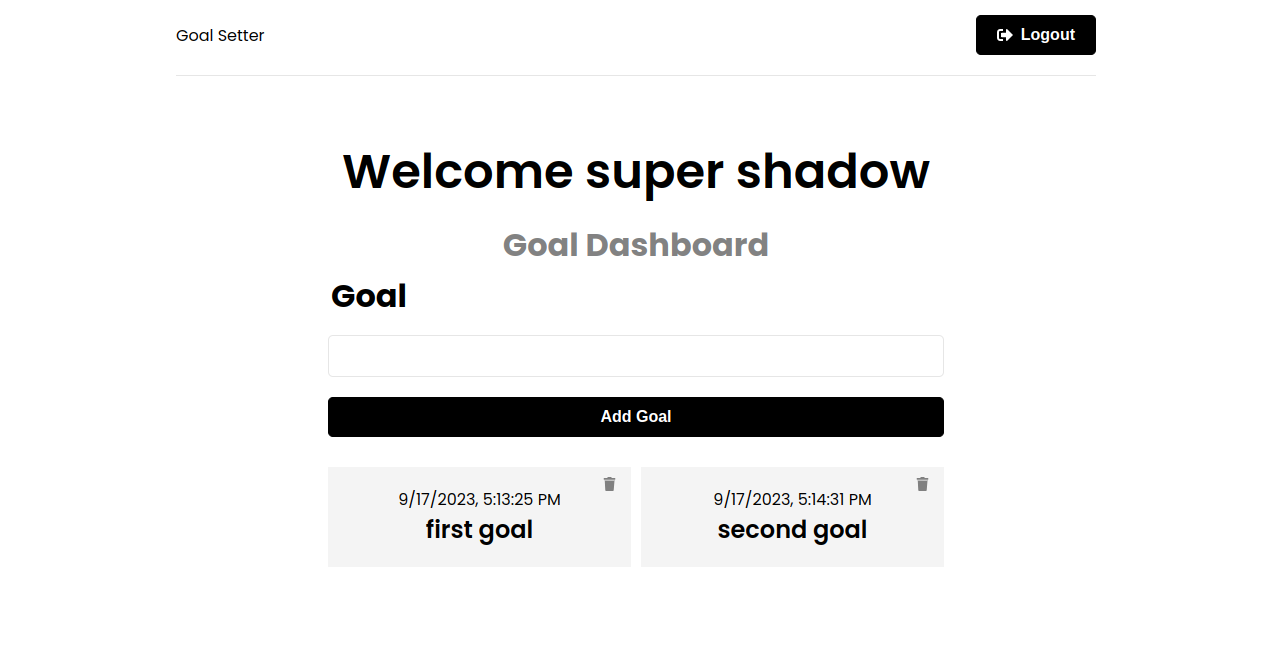 Goal Setter
Logout
Welcome super shadow
Goal Dashboard
Goal
Add Goal
9/17/2023, 5:13:25 PM
first goal
9/17/2023, 5:14:31 PM
second goal